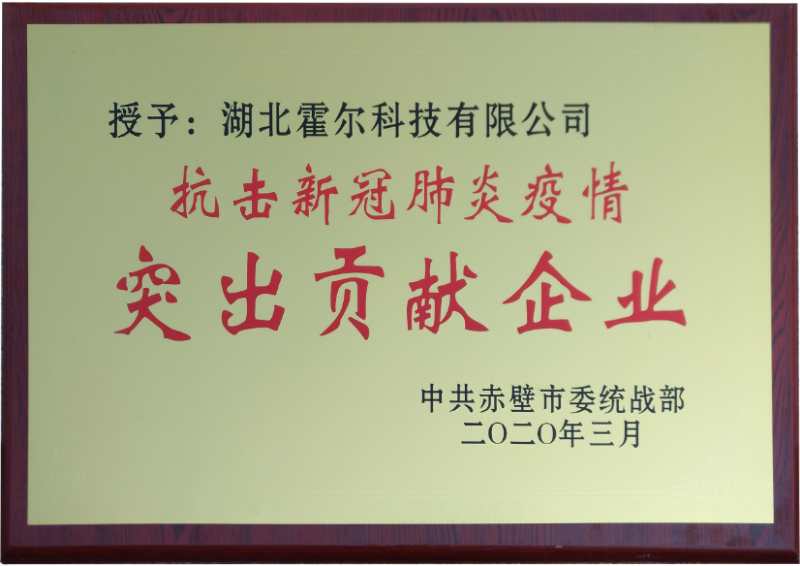 授予：湖北霍尔科技有限公司
抗击新冠肺炎疫情
突出贡献企业
中共赤壁市委统战部
二〇二〇年三月